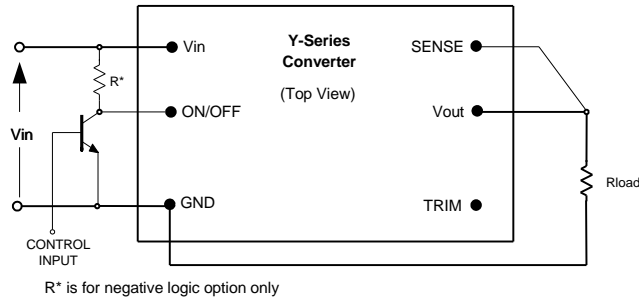 Y-Series
Converter
(Top View)
Vin
SENSE
R*
ON/OFF
Vout
Vin
Rload
GND
TRIM
CONTROL
INPUT
R* is for negative logic option only